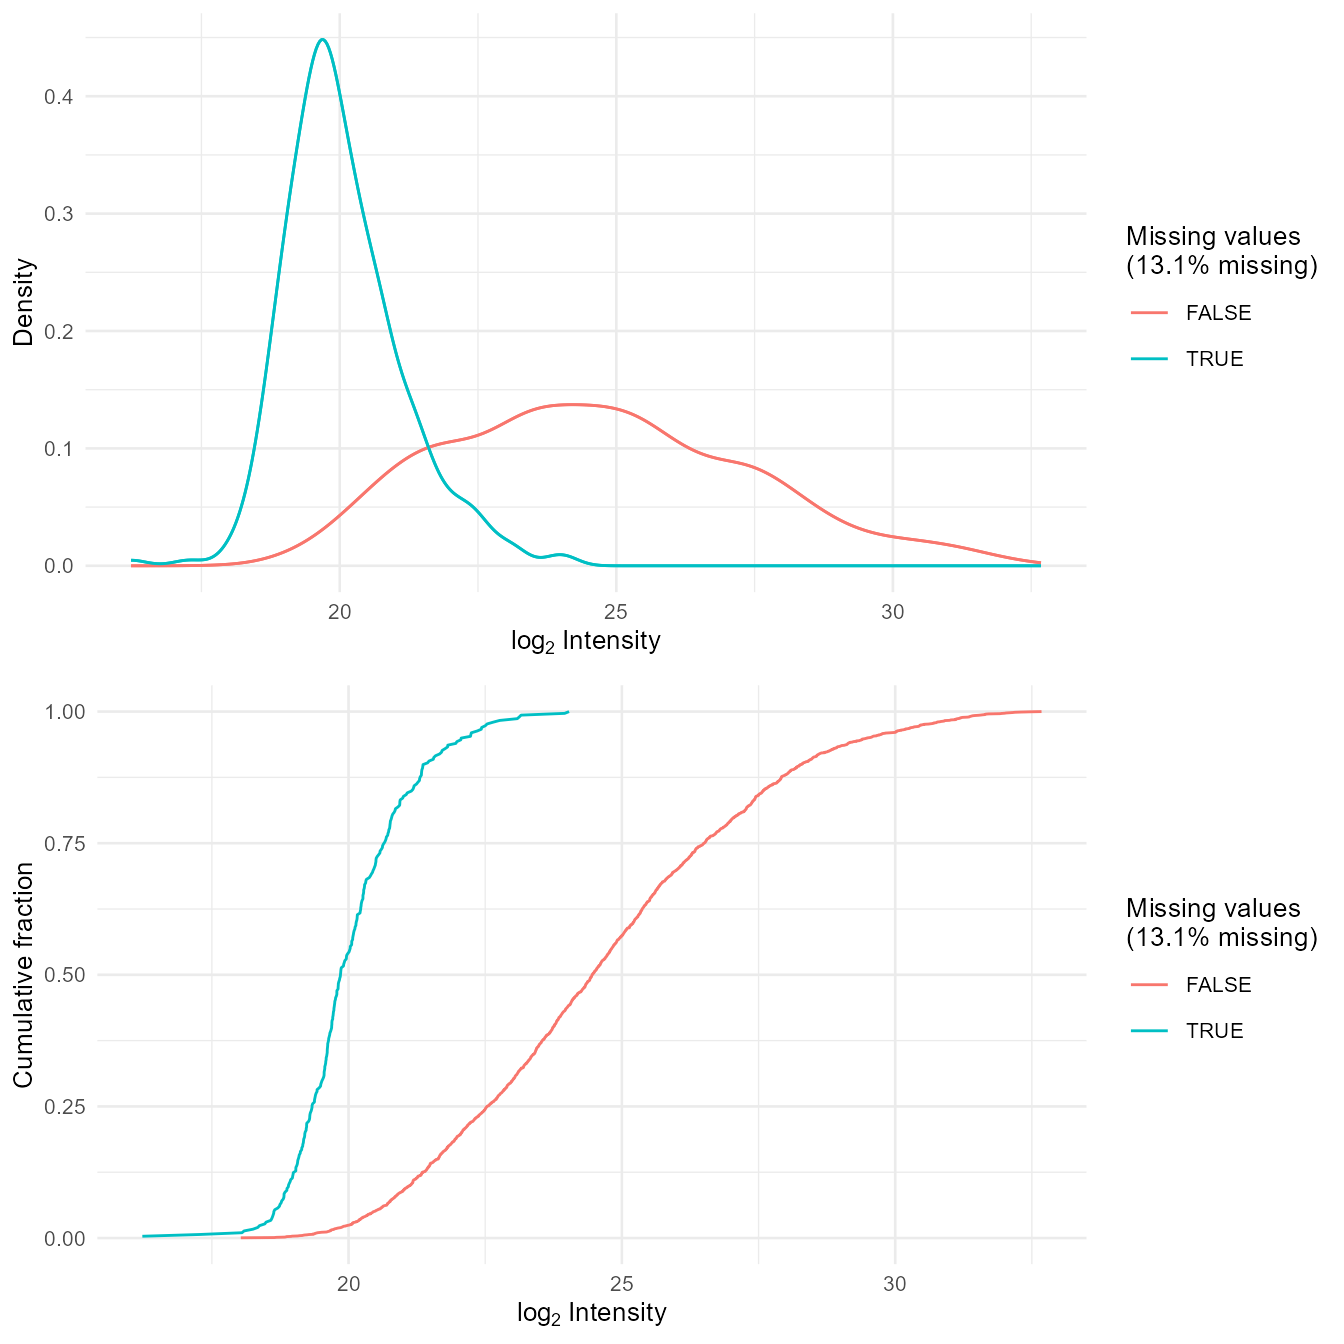 Density
0.4
0.3
0.2
0.1
0.0
20 25 30
log₂ Intensity
Missing values
(13.1% missing)
FALSE
TRUE
Cumulative fraction
1.00
0.75
0.50
0.25
0.00
20 25 30
log₂ Intensity
Missing values
(13.1% missing)
FALSE
TRUE